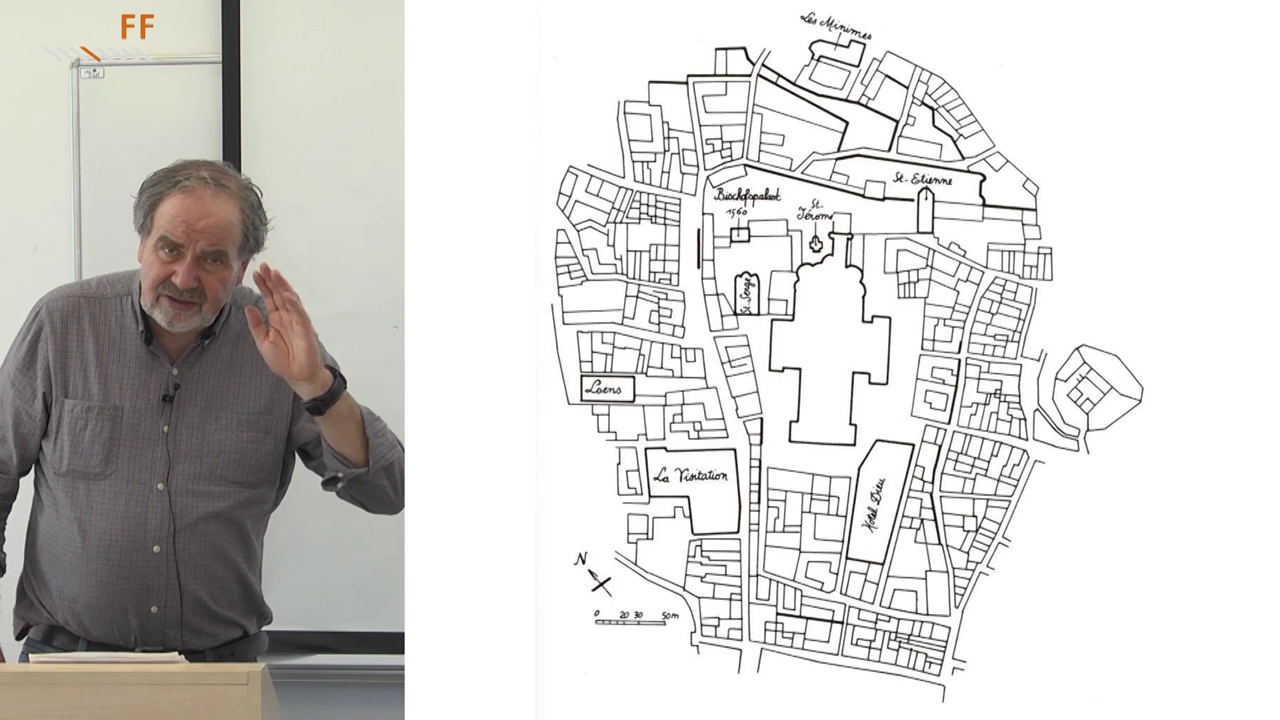 FF
Les Minimes
St. Etienne
Bischofspalast
1560
St.
Jérome
St. Serge
Loens
La Visitation
Hôtel Dieu
N
0 20 30 50m